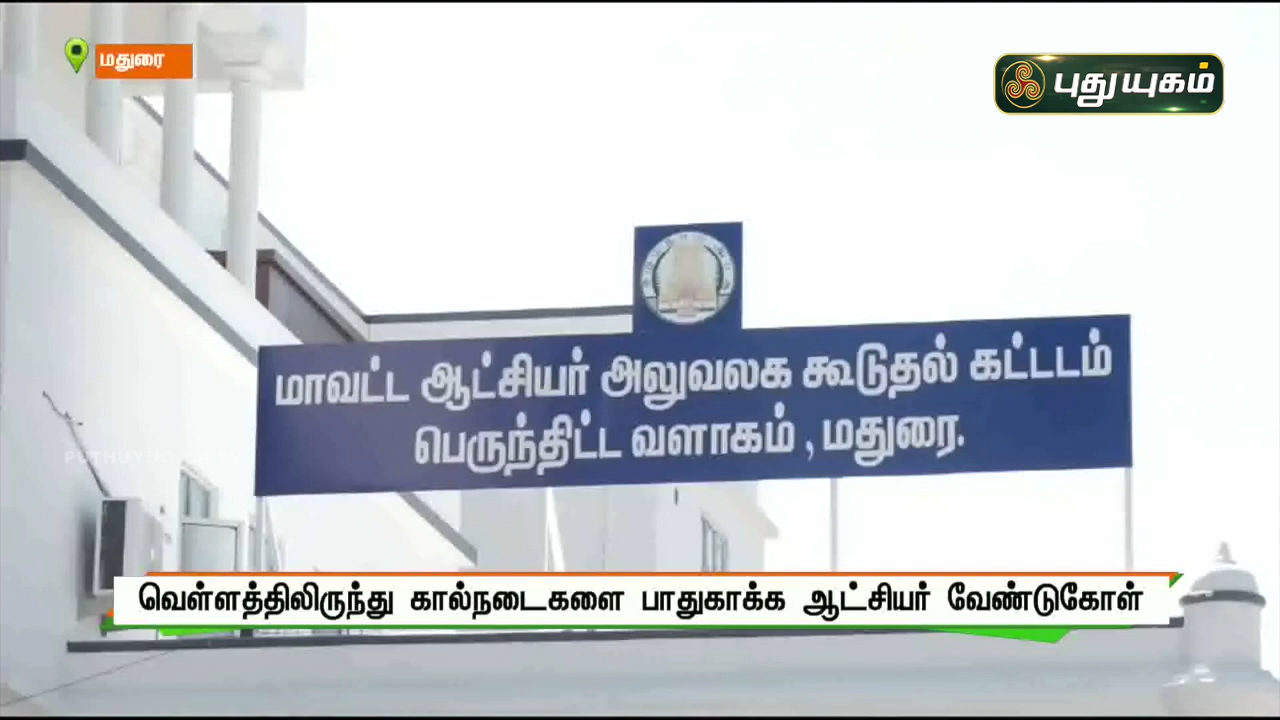 மதுரை
புதுயுகம்
மாவட்ட ஆட்சியர் அலுவலக கூடுதல் கட்டடம்
பெருந்திட்ட வளாகம் , மதுரை.
வெள்ளத்திலிருந்து கால்நடைகளை பாதுகாக்க ஆட்சியர் வேண்டுகோள்